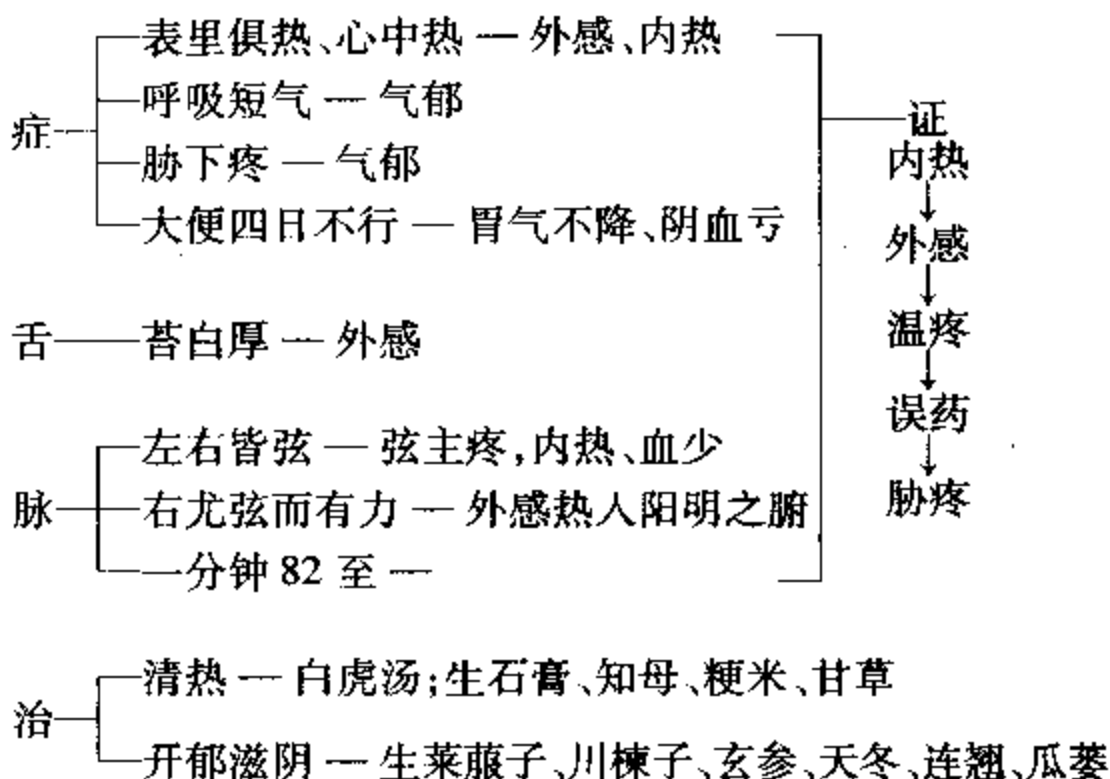 症
表里俱热、心中热 — 外感、内热
呼吸短气 — 气郁
胁下疼 — 气郁
大便四日不行 — 胃气不降、阴血亏
舌 — 苔白厚 — 外感
脉
左右皆弦 — 弦主疼,内热、血少
右尤弦而有力 — 外感热人阳明之腑
一分钟 82 至 —
证
内热
外感
温疼
误药
胁疼
治
清热 — 白虎汤;生石膏、知母、粳米、甘草
开郁滋阴 — 生莱菔子、川楝子、玄参、天冬、连翘、瓜蒌